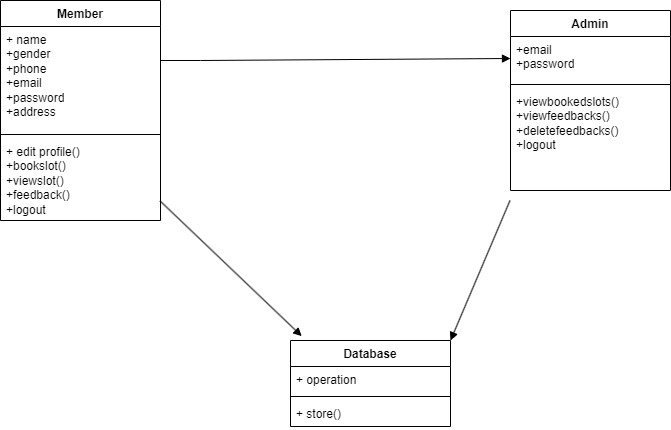 Member
+ name
+gender
+phone
+email
+password
+address
+ edit profile()
+bookslot()
+viewslot()
+feedback()
+logout
Admin
+email
+password
+viewbookedslots()
+viewfeedbacks()
+deletefeedbacks()
+logout
Database
+ operation
+ store()